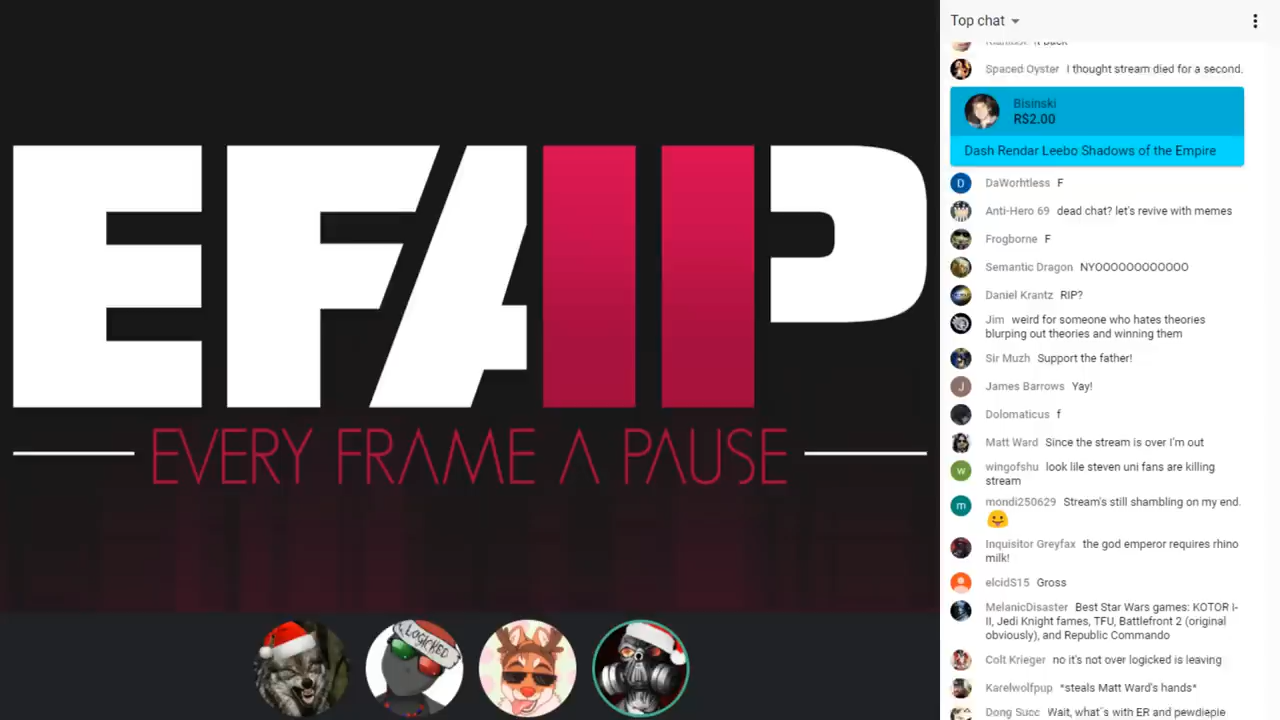 EFAP
EVERY FRAME A PAUSE
LOGICKED
Top chat
it back
Spaced Oyster I thought stream died for a second.
Bisinski
R$2.00
Dash Rendar Leebo Shadows of the Empire
D
DaWorhtless F
Anti-Hero 69 dead chat? let's revive with memes
Frogborne F
Semantic Dragon NYOOOOOOOOOOOO
Daniel Krantz RIP?
Jim weird for someone who hates theories
blurping out theories and winning them
Sir Muzh Support the father!
J
James Barrows Yay!
Dolomaticus f
Matt Ward Since the stream is over I'm out
w
wingofshu look lile steven uni fans are killing
stream
m
mondi250629 Stream's still shambling on my end.
Inquisitor Greyfax the god emperor requires rhino
milk!
elcidS15 Gross
MelanicDisaster Best Star Wars games: KOTOR I-
II, Jedi Knight fames, TFU, Battlefront 2 (original
obviously), and Republic Commando
Colt Krieger no it's not over logicked is leaving
Karelwolfpup *steals Matt Ward's hands*
Dong Succ Wait, what's with ER and pewdiepie